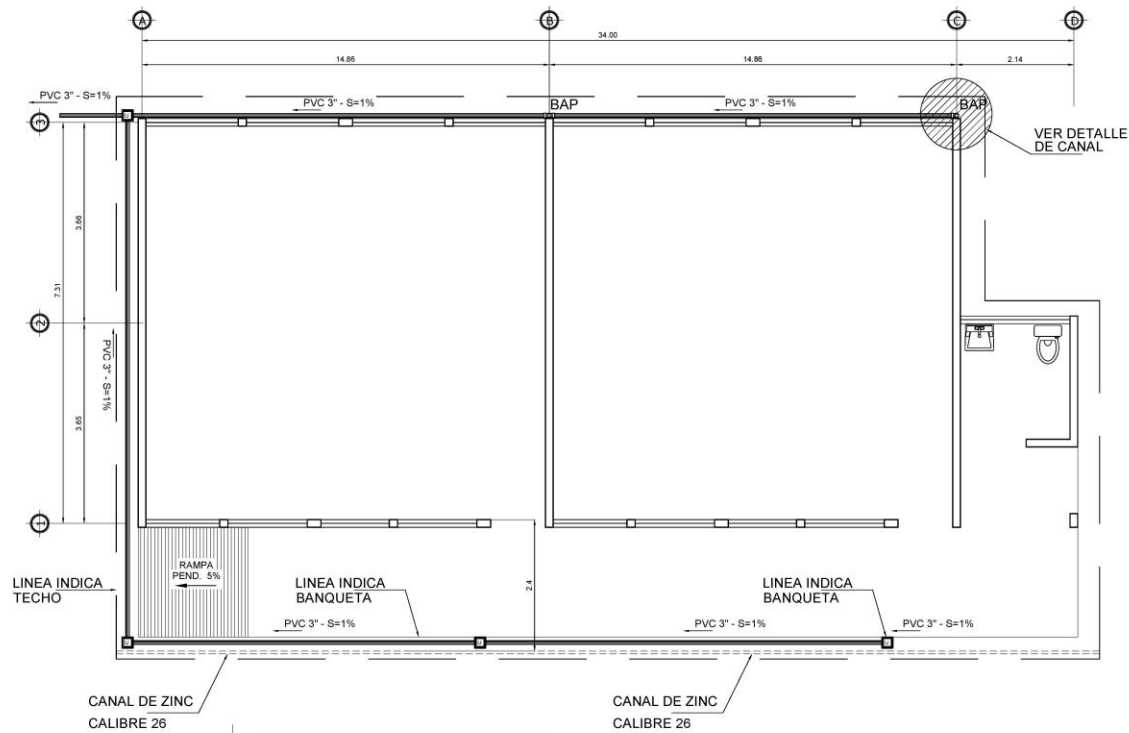 A
B
C
D
34.00
14.86
14.86
2.14
PVC 3" - S=1%
PVC 3" - S=1%
BAP
PVC 3" - S=1%
BAP
3
VER DETALLE
DE CANAL
3.66
7.31
2
PVC 3" - S=1%
3.65
1
RAMPA
PEND. 5%
LINEA INDICA
TECHO
LINEA INDICA
BANQUETA
2.4
LINEA INDICA
BANQUETA
PVC 3" - S=1%
PVC 3" - S=1%
PVC 3" - S=1%
CANAL DE ZINC
CALIBRE 26
CANAL DE ZINC
CALIBRE 26